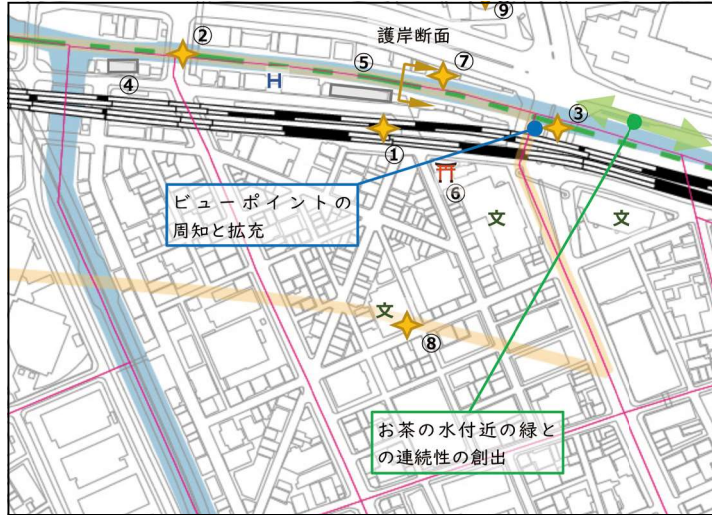 ⑨
②
護岸断面
⑤
⑦
H
④
③
①
ビューポイントの
周知と拡充
⑥
文
文
文
⑧
お茶の水付近の緑と
の連続性の創出